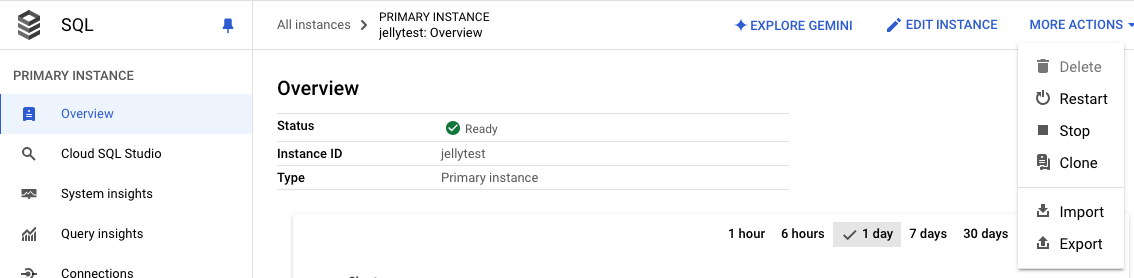 SQL
All instances
PRIMARY INSTANCE
jellytest: Overview
EXPLORE GEMINI
EDIT INSTANCE
MORE ACTIONS
PRIMARY INSTANCE
Overview
Cloud SQL Studio
System insights
Query insights
Connections
Overview
Status Ready
Instance ID jellytest
Type Primary instance
1 hour 6 hours 1 day 7 days 30 days
Delete
Restart
Stop
Clone
Import
Export